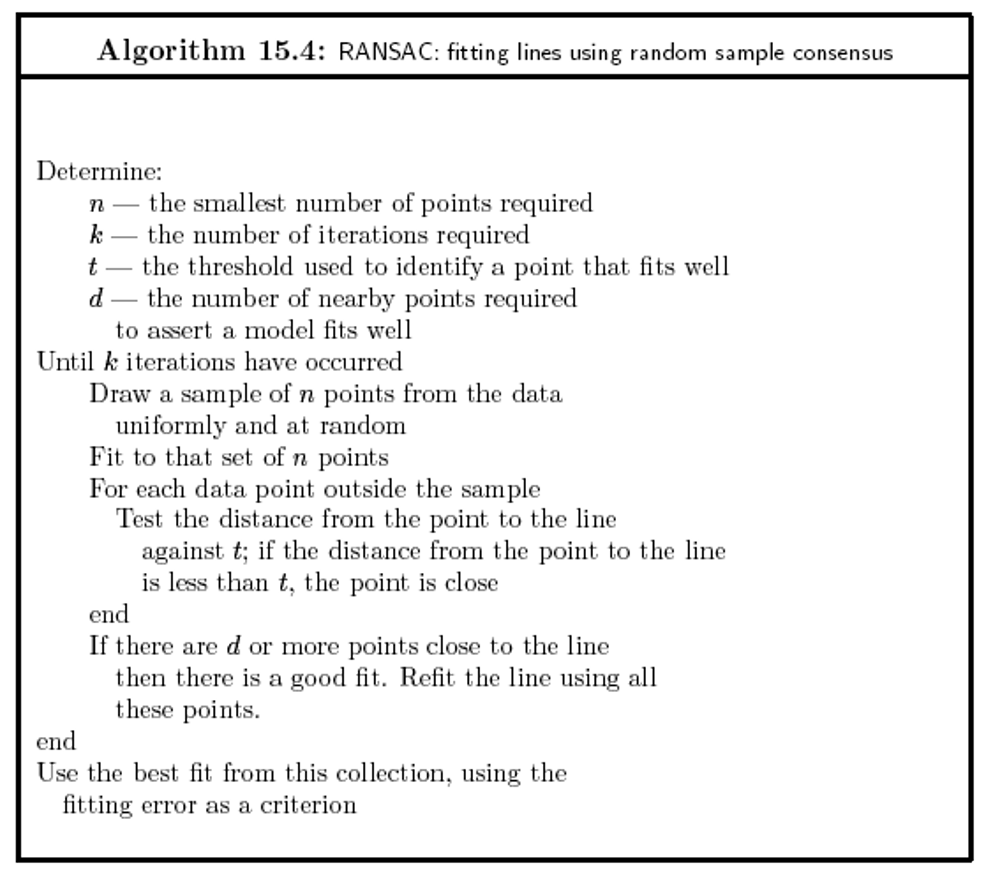 Algorithm 15.4: RANSAC: fitting lines using random sample consensus
Determine:
n — the smallest number of points required
k — the number of iterations required
t — the threshold used to identify a point that fits well
d — the number of nearby points required
to assert a model fits well
Until k iterations have occurred
Draw a sample of n points from the data
uniformly and at random
Fit to that set of n points
For each data point outside the sample
Test the distance from the point to the line
against t; if the distance from the point to the line
is less than t, the point is close
end
If there are d or more points close to the line
then there is a good fit. Refit the line using all
these points.
end
Use the best fit from this collection, using the
fitting error as a criterion